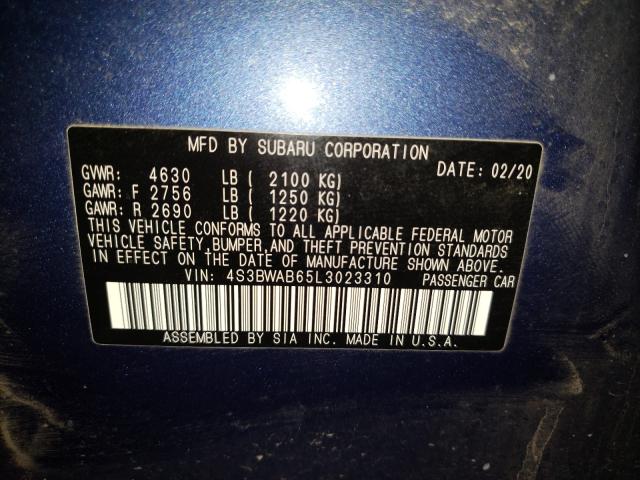 MFD BY SUBARU CORPORATION
DATE: 02/20
GVWR: 4630 LB ( 2100 KG)
GAWR: F 2756 LB ( 1250 KG)
GAWR: R 2690 LB ( 1220 KG)
THIS VEHICLE CONFORMS TO ALL APPLICABLE FEDERAL MOTOR
VEHICLE SAFETY, BUMPER, AND THEFT PREVENTION STANDARDS
IN EFFECT ON THE DATE OF MANUFACTURE SHOWN ABOVE.
VIN: 4S3BWAB65L3023310 PASSENGER CAR
ASSEMBLED BY SIA INC. MADE IN U.S.A.